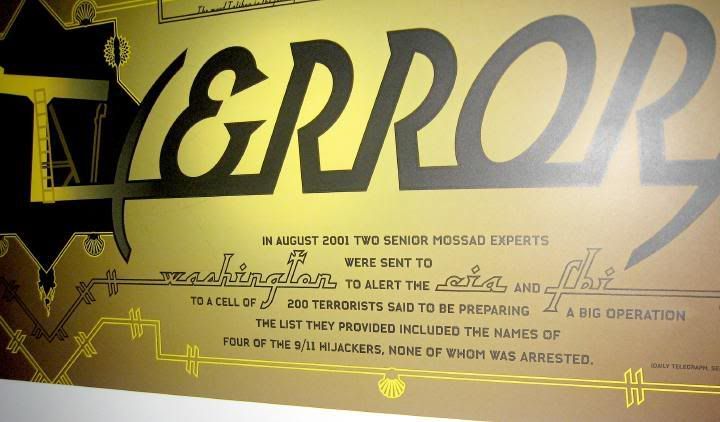 (ERROR)
IN AUGUST 2001 TWO SENIOR MOSSAD EXPERTS
WERE SENT TO
washington TO ALERT THE cia AND fbi
TO A CELL OF 200 TERRORISTS SAID TO BE PREPARING A BIG OPERATION
THE LIST THEY PROVIDED INCLUDED THE NAMES OF
FOUR OF THE 9/11 HIJACKERS, NONE OF WHOM WAS ARRESTED.
(DAILY TELEGRAPH, SE